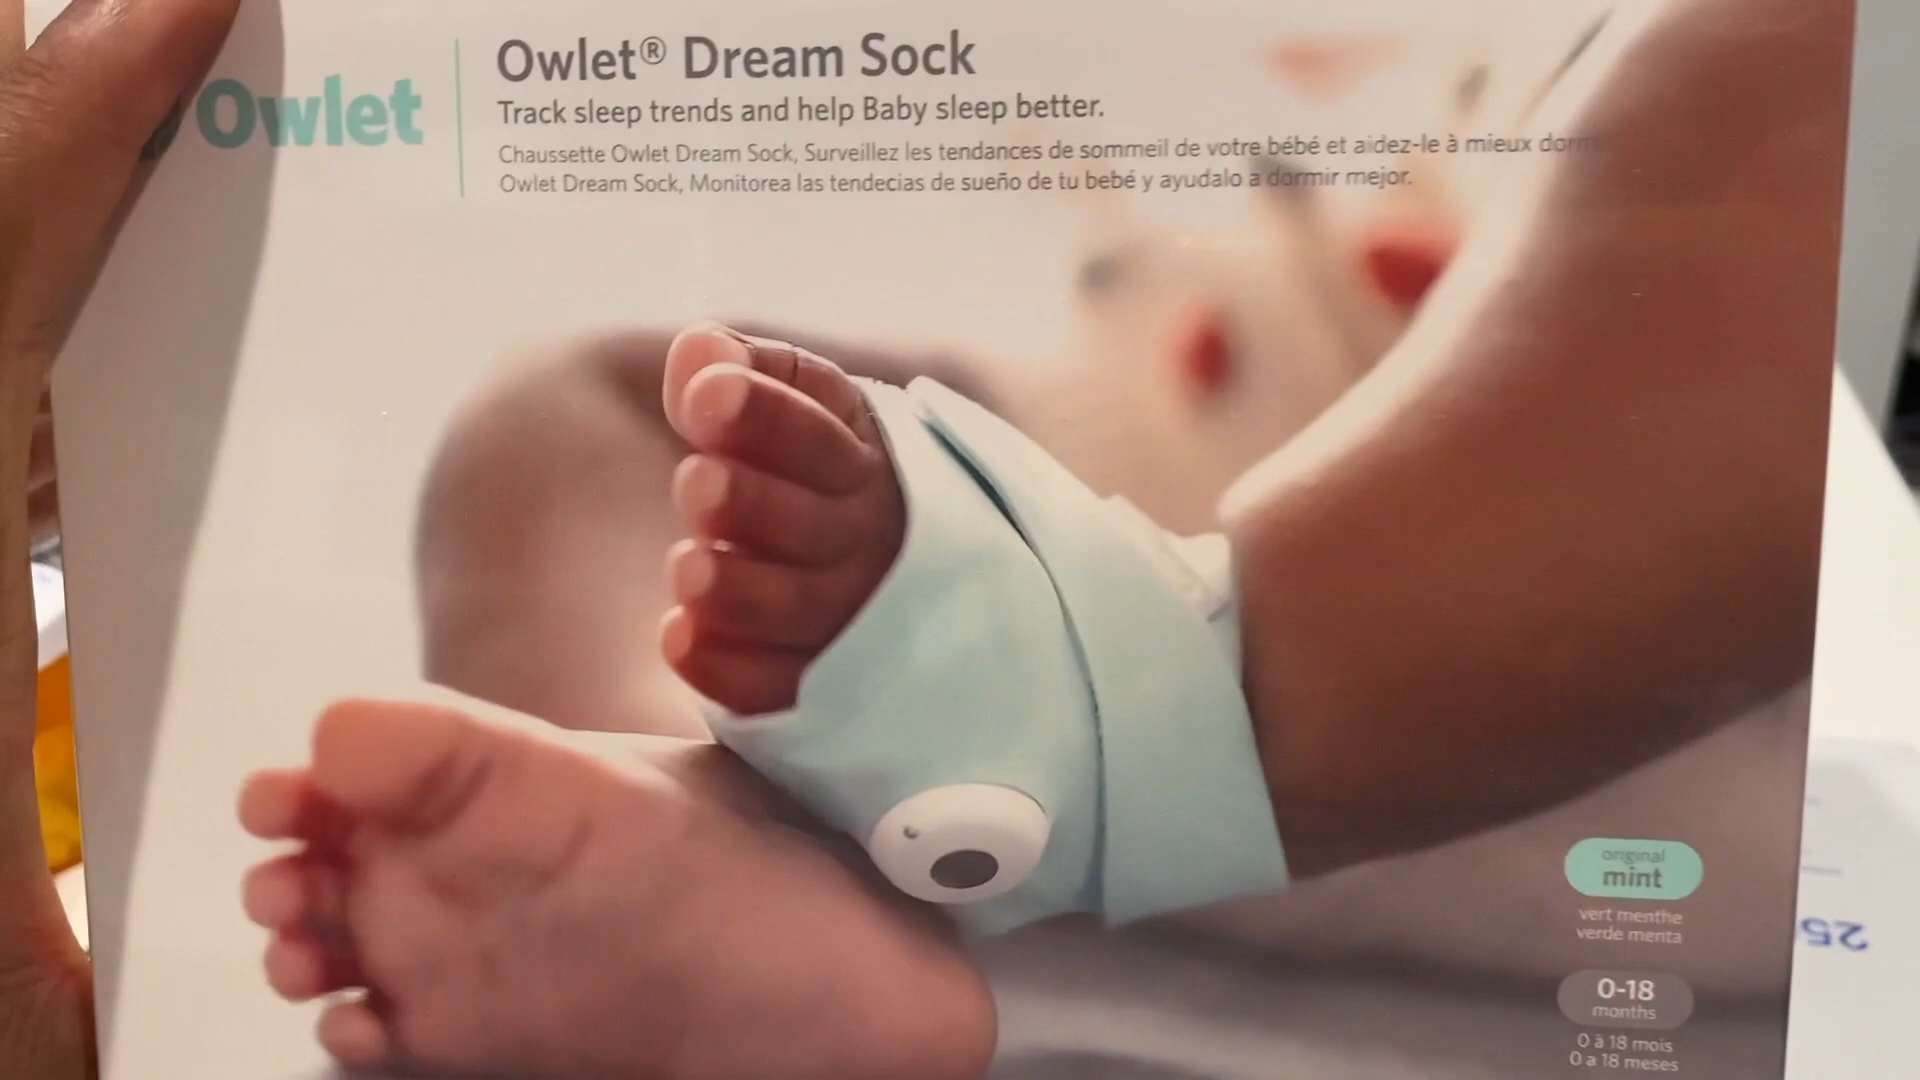 Owlet
Owlet® Dream Sock
Track sleep trends and help Baby sleep better.
Chaussette Owlet Dream Sock, Surveillez les tendances de sommeil de votre bébé et aidez-le à mieux
Owlet Dream Sock, Monitorea las tendecias de sueño de tu bebé y ayudalo a dormir mejor.
original
mint
vert menthe
verde menta
0-18
months
0 à 18 mois
0 a 18 meses
25